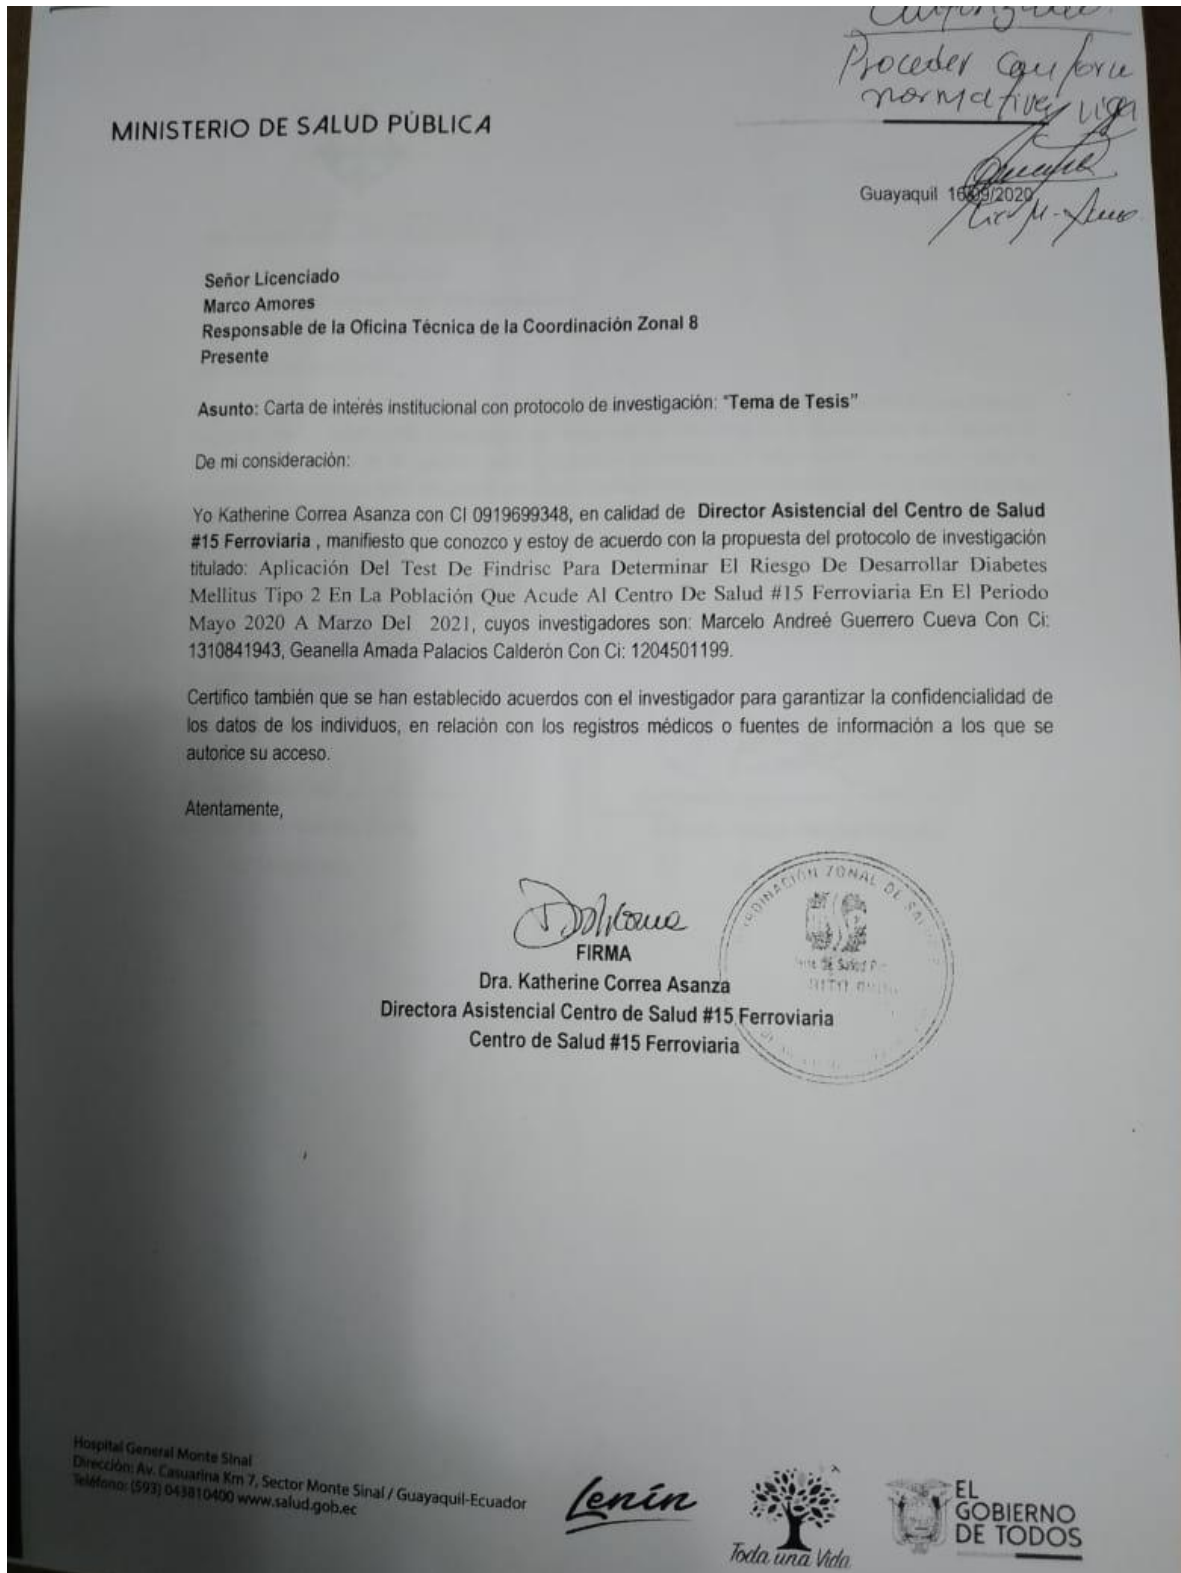 Proceder conforme
normativa
MINISTERIO DE SALUD PÚBLICA
Guayaquil 16/09/2020
Señor Licenciado
Marco Amores
Responsable de la Oficina Técnica de la Coordinación Zonal 8
Presente
Asunto: Carta de interés institucional con protocolo de investigación: "Tema de Tesis"
De mi consideración:
Yo Katherine Correa Asanza con CI 0919699348, en calidad de Director Asistencial del Centro de Salud
#15 Ferroviaria , manifiesto que conozco y estoy de acuerdo con la propuesta del protocolo de investigación
titulado: Aplicación Del Test De Findrisc Para Determinar El Riesgo De Desarrollar Diabetes
Mellitus Tipo 2 En La Población Que Acude Al Centro De Salud #15 Ferroviaria En El Periodo
Mayo 2020 A Marzo Del 2021, cuyos investigadores son: Marcelo Andreé Guerrero Cueva Con Ci:
1310841943, Geanella Amada Palacios Calderón Con Ci: 1204501199.
Certifico también que se han establecido acuerdos con el investigador para garantizar la confidencialidad de
los datos de los individuos, en relación con los registros médicos o fuentes de información a los que se
autorice su acceso.
Atentamente,
FIRMA
Dra. Katherine Correa Asanza
Directora Asistencial Centro de Salud #15 Ferroviaria
Centro de Salud #15 Ferroviaria
ZONAL DE
Hospital General Monte Sinaí
Dirección: Av. Casuarina Km 7, Sector Monte Sinaí / Guayaquil-Ecuador
Teléfono: (593) 043810400 www.salud.gob.ec
Lenín
Toda una Vida
EL
GOBIERNO
DE TODOS